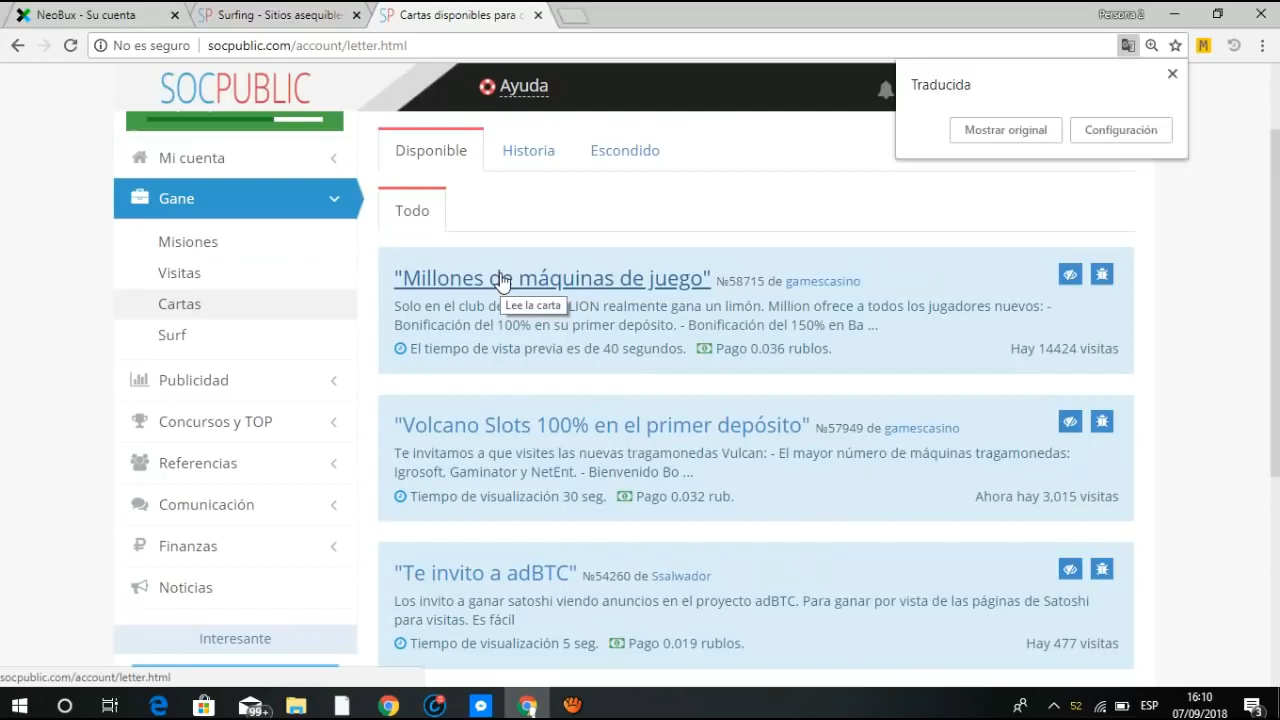 NeoBux - Su cuenta
Surfing - Sitios asequible
Cartas disponibles para c
Persona 2
No es seguro
socpublic.com/account/letter.html
SOCPUBLIC
Ayuda
Traducida
Mostrar original
Configuración
Mi cuenta
Gane
Misiones
Visitas
Cartas
Surf
Publicidad
Concursos y TOP
Referencias
Comunicación
Finanzas
Noticias
Interesante
Disponible
Historia
Escondido
Todo
"Millones de máquinas de juego" №58715 de gamescasino
Solo en el club de LION realmente gana un limón. Million ofrece a todos los jugadores nuevos: -
Lee la carta
Bonificación del 100% en su primer depósito. - Bonificación del 150% en Ba ...
El tiempo de vista previa es de 40 segundos. Pago 0.036 rublos. Hay 14424 visitas
"Volcano Slots 100% en el primer depósito" №57949 de gamescasino
Te invitamos a que visites las nuevas tragamonedas Vulcan: - El mayor número de máquinas tragamonedas:
Igrosoft, Gaminator y NetEnt. - Bienvenido Bo ...
Tiempo de visualización 30 seg. Pago 0.032 rub. Ahora hay 3,015 visitas
"Te invito a adBTC" №54260 de Ssalwador
Los invito a ganar satoshi viendo anuncios en el proyecto adBTC. Para ganar por vista de las páginas de Satoshi
para visitas. Es fácil
Tiempo de visualización 5 seg. Pago 0.019 rublos. Hay 477 visitas
socpublic.com/account/letter.html
99+
52
ESP
16:10
07/09/2018
3